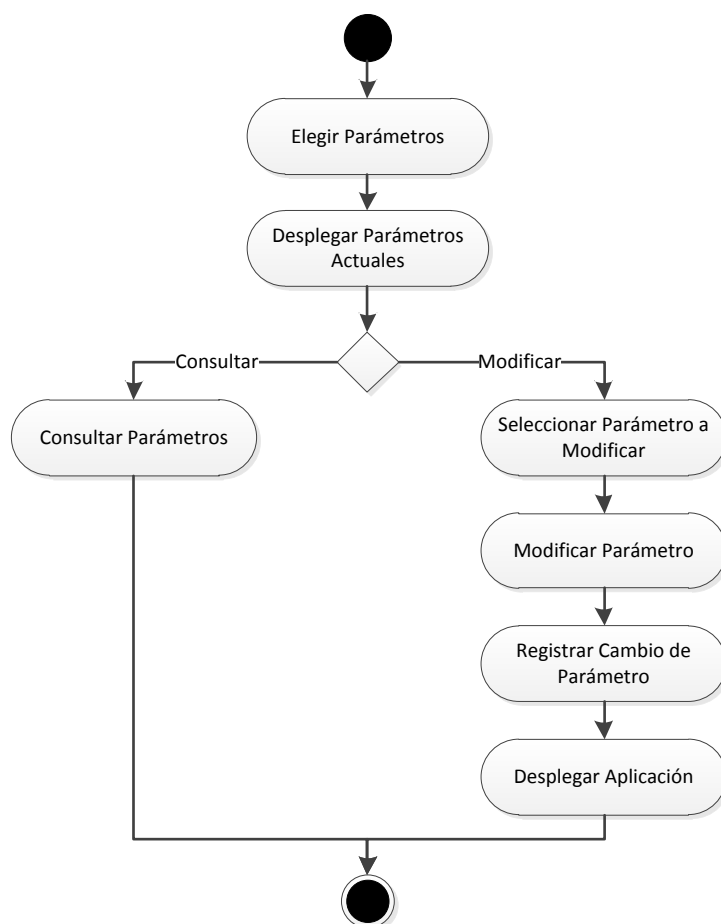 Elegir Parámetros
Desplegar Parámetros
Actuales
Consultar
Modificar
Consultar Parámetros
Seleccionar Parámetro a
Modificar
Modificar Parámetro
Registrar Cambio de
Parámetro
Desplegar Aplicación